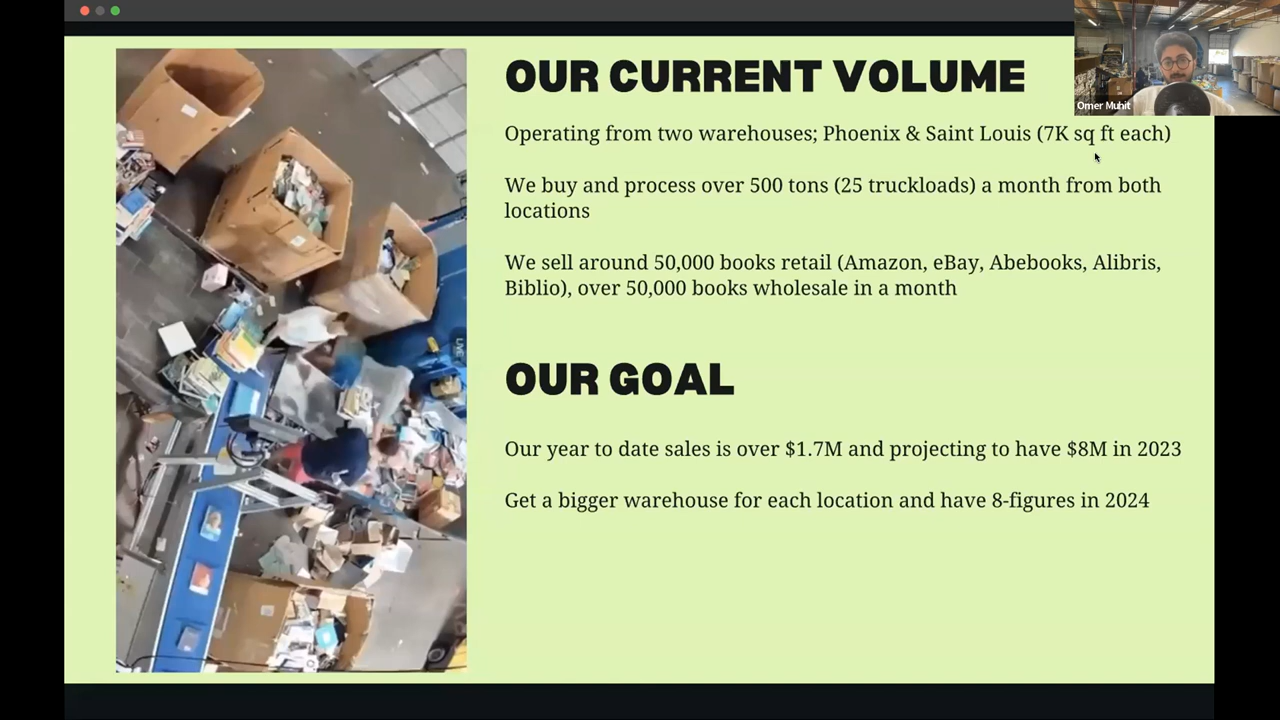 OUR CURRENT VOLUME
Omer Muhit
Operating from two warehouses; Phoenix & Saint Louis (7K sq ft each)
We buy and process over 500 tons (25 truckloads) a month from both
locations
We sell around 50,000 books retail (Amazon, eBay, Abebooks, Alibris,
Biblio), over 50,000 books wholesale in a month
LIVE
OUR GOAL
Our year to date sales is over $1.7M and projecting to have $8M in 2023
Get a bigger warehouse for each location and have 8-figures in 2024